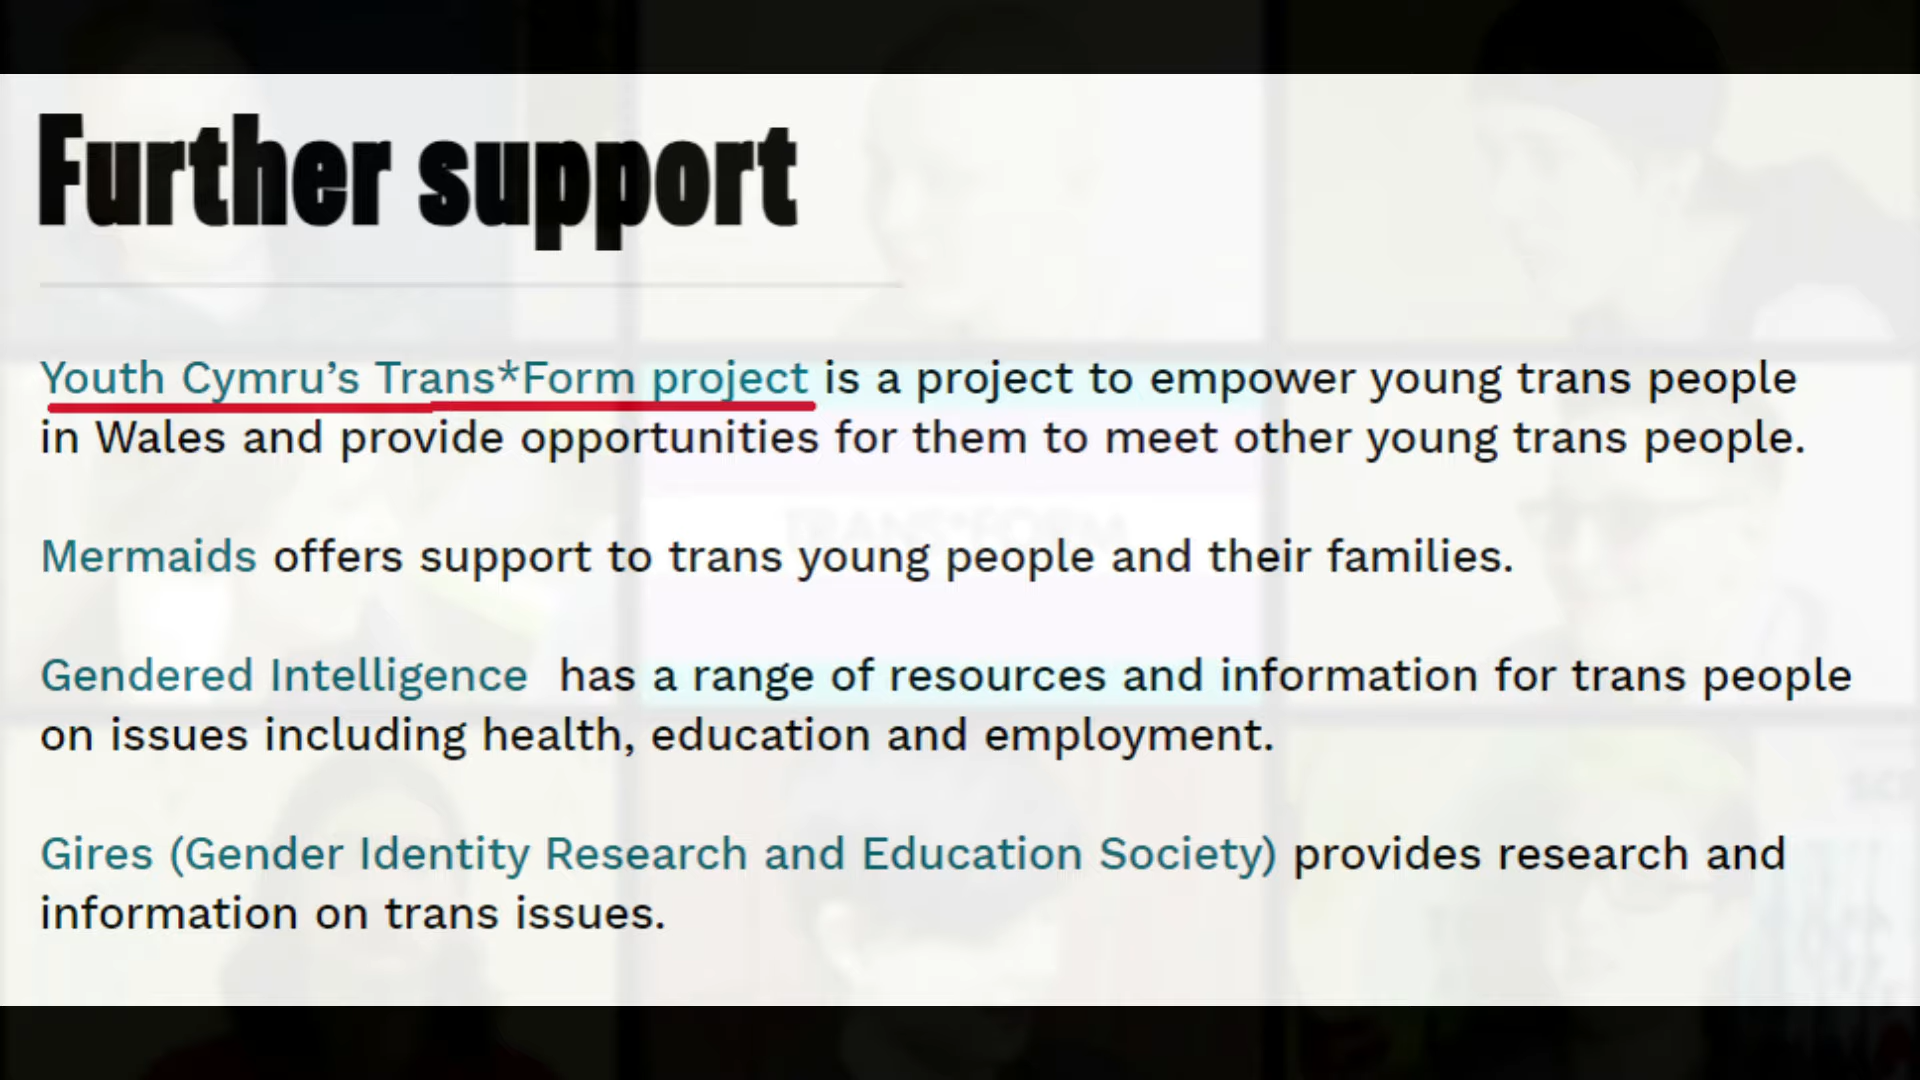 Further support
Youth Cymru’s Trans*Form project is a project to empower young trans people
in Wales and provide opportunities for them to meet other young trans people.
TRANS*FORM
Mermaids offers support to trans young people and their families.
Gendered Intelligence has a range of resources and information for trans people
on issues including health, education and employment.
Gires (Gender Identity Research and Education Society) provides research and
information on trans issues.